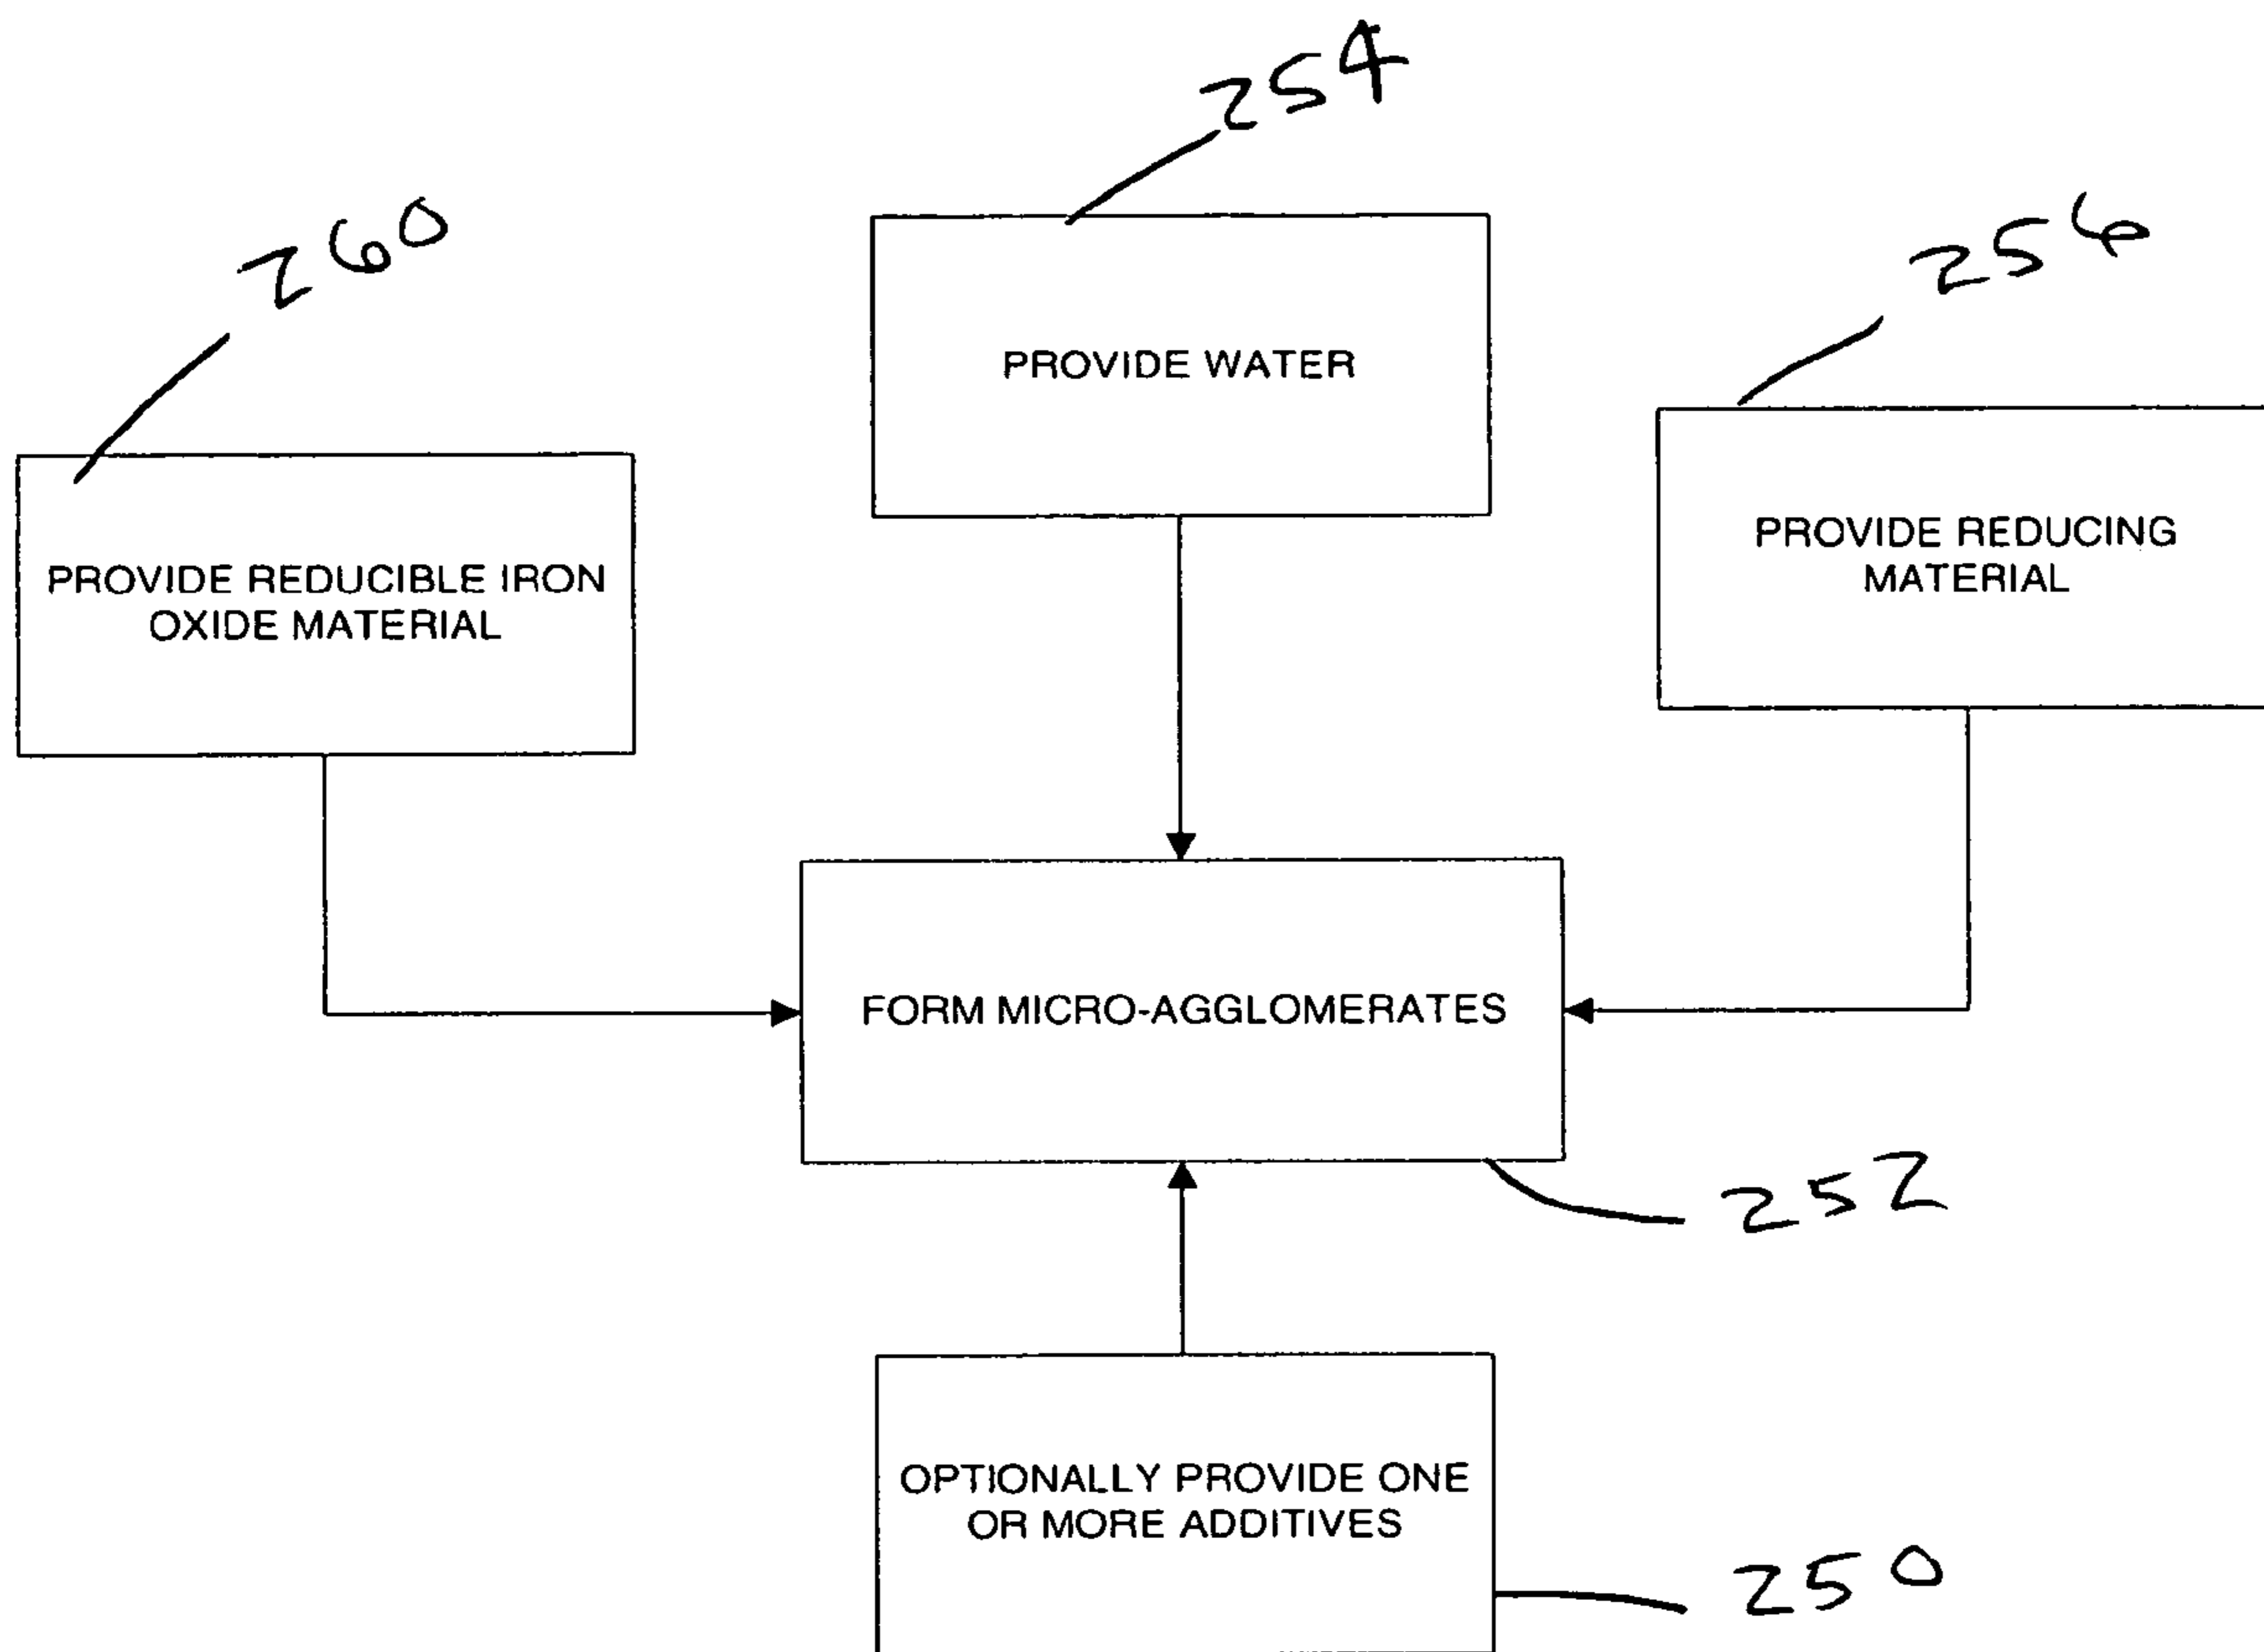 254
260
256
PROVIDE WATER
PROVIDE REDUCING
MATERIAL
PROVIDE REDUCIBLE IRON
OXIDE MATERIAL
FORM MICRO-AGGLOMERATES
252
OPTIONALLY PROVIDE ONE
OR MORE ADDITIVES
250